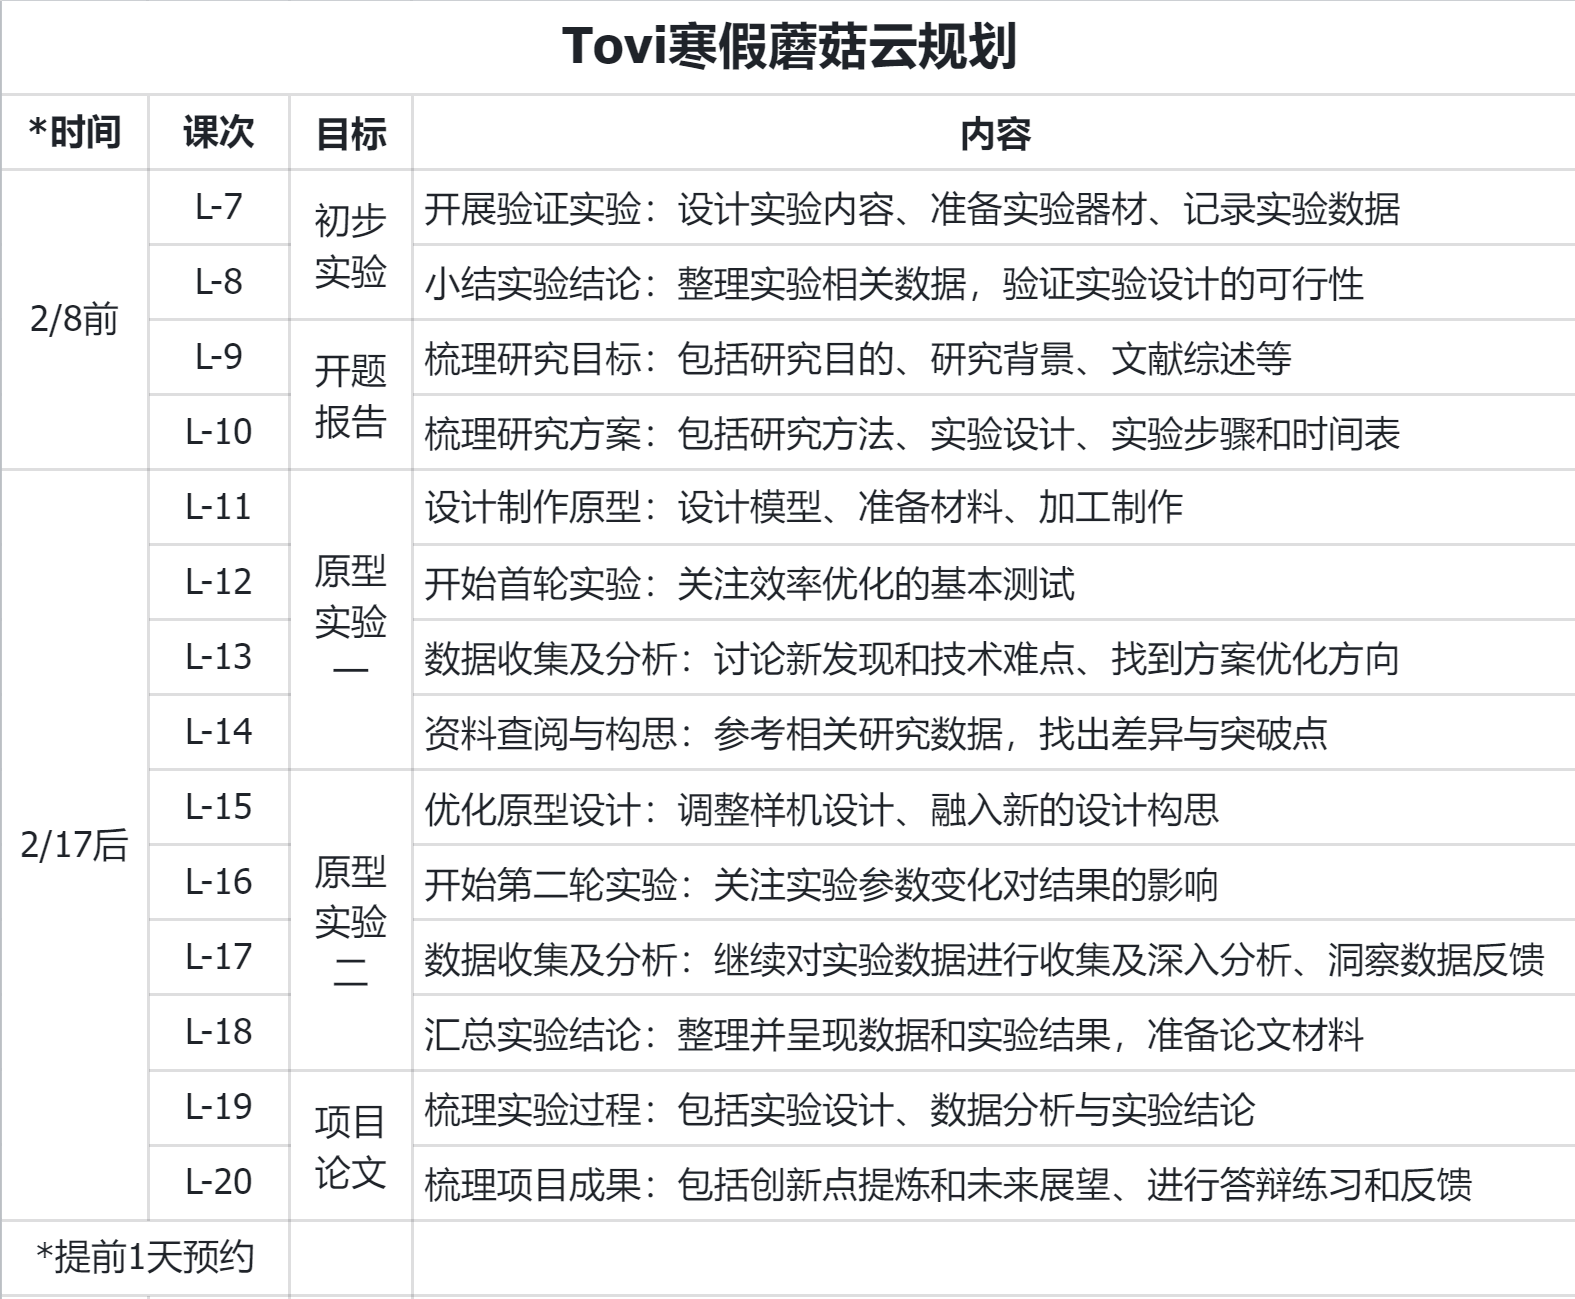 Tovi寒假蘑菇云规划
*时间 课次 目标 内容
2/8前
L-7
初步
实验
开展验证实验：设计实验内容、准备实验器材、记录实验数据
L-8
小结实验结论：整理实验相关数据，验证实验设计的可行性
L-9
开题
报告
梳理研究目标：包括研究目的、研究背景、文献综述等
L-10
梳理研究方案：包括研究方法、实验设计、实验步骤和时间表
2/17后
L-11
原型
实验
一
设计制作原型：设计模型、准备材料、加工制作
L-12
开始首轮实验：关注效率优化的基本测试
L-13
数据收集及分析：讨论新发现和技术难点、找到方案优化方向
L-14
资料查阅与构思：参考相关研究数据，找出差异与突破点
L-15
原型
实验
二
优化原型设计：调整样机设计、融入新的设计构思
L-16
开始第二轮实验：关注实验参数变化对结果的影响
L-17
数据收集及分析：继续对实验数据进行收集及深入分析、洞察数据反馈
L-18
汇总实验结论：整理并呈现数据和实验结果，准备论文材料
L-19
项目
论文
梳理实验过程：包括实验设计、数据分析与实验结论
L-20
梳理项目成果：包括创新点提炼和未来展望、进行答辩练习和反馈
*提前1天预约